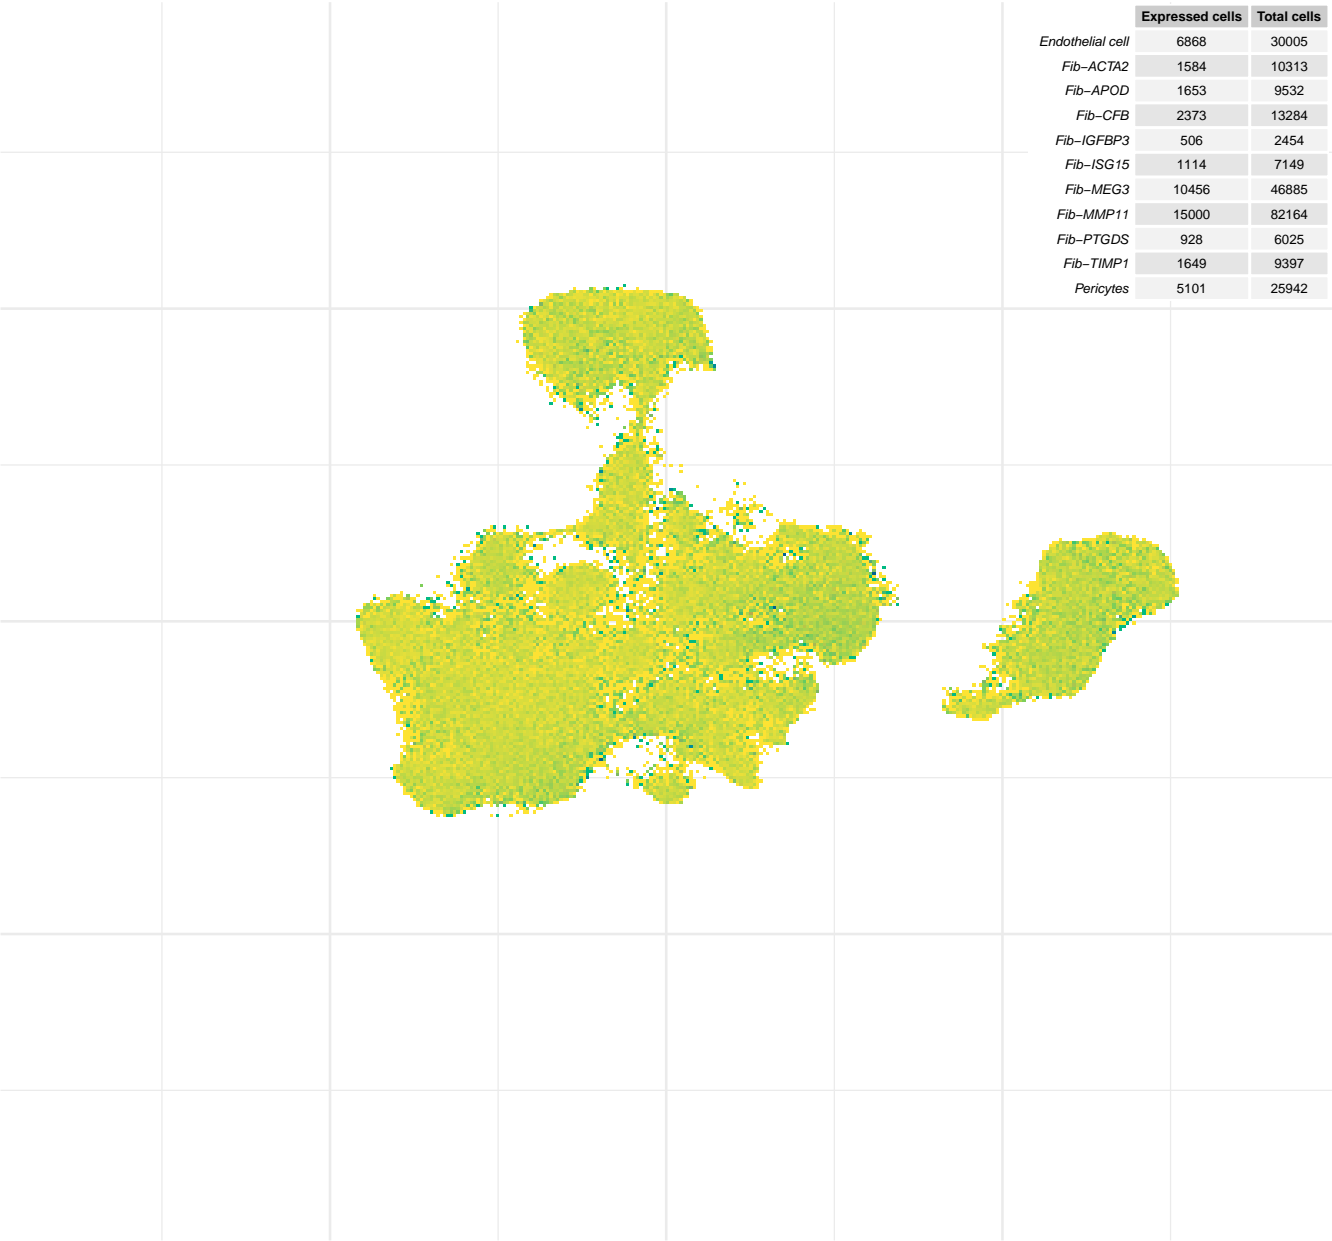 Expressed cells Total cells
Endothelial cell 6868 30005
Fib−ACTA2 1584 10313
Fib−APOD 1653 9532
Fib−CFB 2373 13284
Fib−IGFBP3 506 2454
Fib−ISG15 1114 7149
Fib−MEG3 10456 46885
Fib−MMP11 15000 82164
Fib−PTGDS 928 6025
Fib−TIMP1 1649 9397
Pericytes 5101 25942